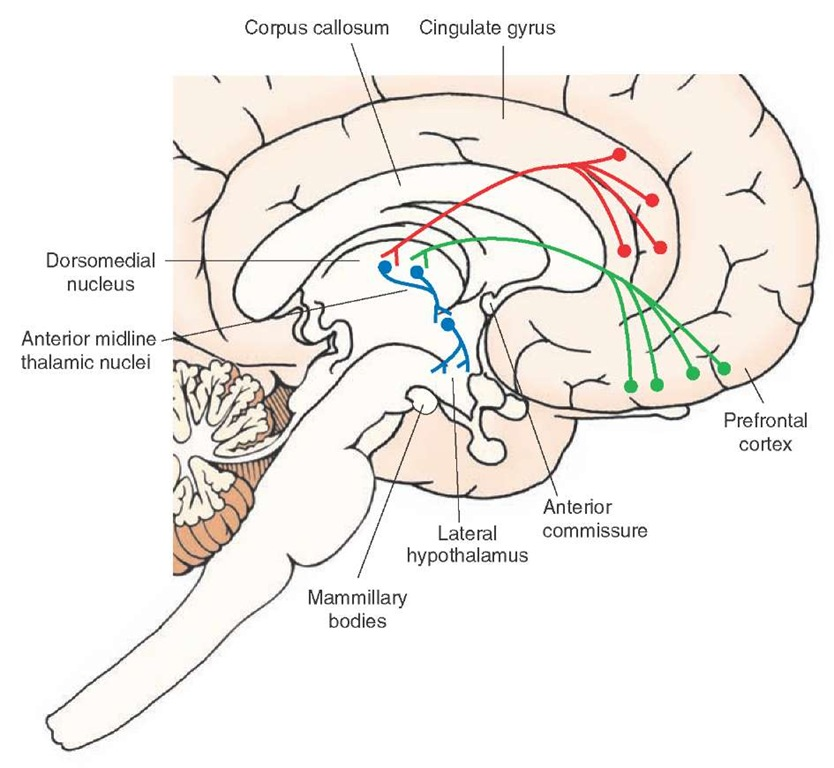 Corpus callosum
Cingulate gyrus
Dorsomedial
nucleus
Anterior midline
thalamic nuclei
Prefrontal
cortex
Anterior
commissure
Lateral
hypothalamus
Mammillary
bodies